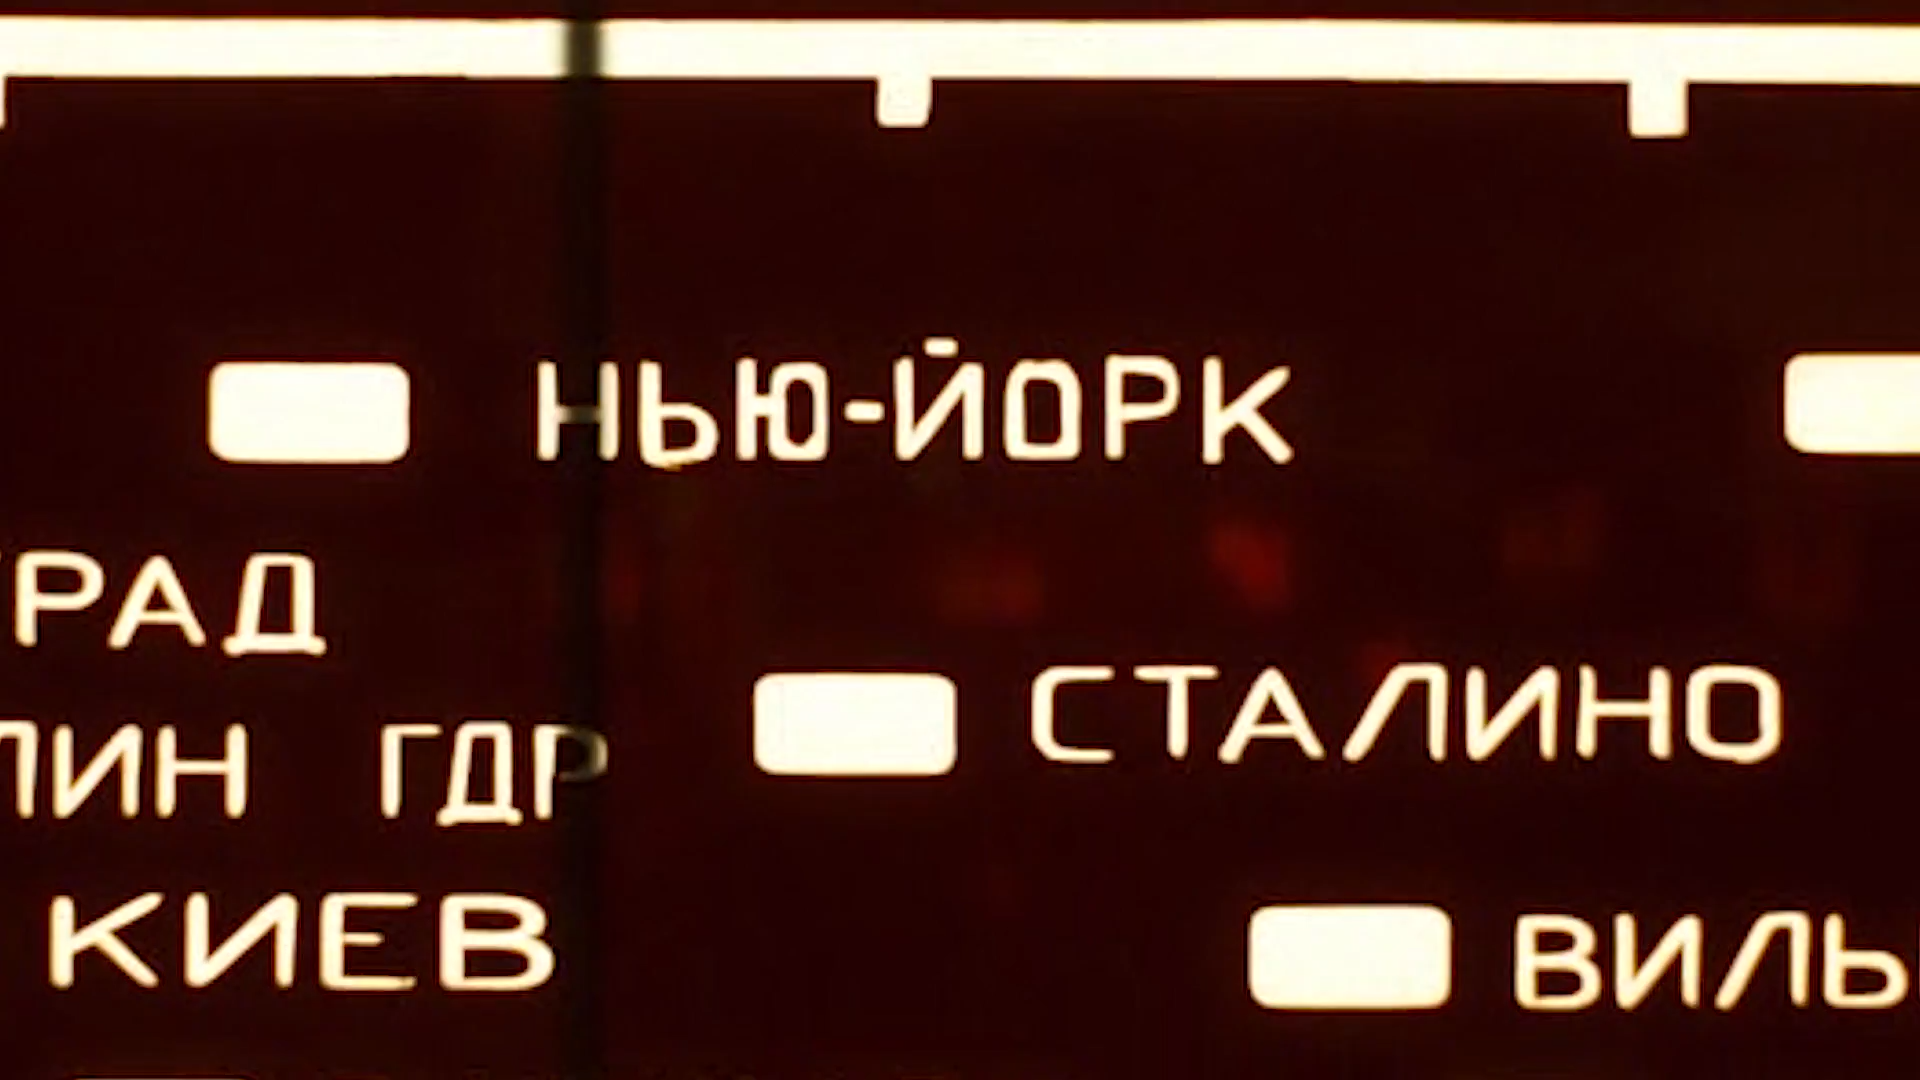 НЬЮ-ЙОРК
РАД
СТАЛИНО
ЛИН ГДР
КИЕВ
ВИЛЬ